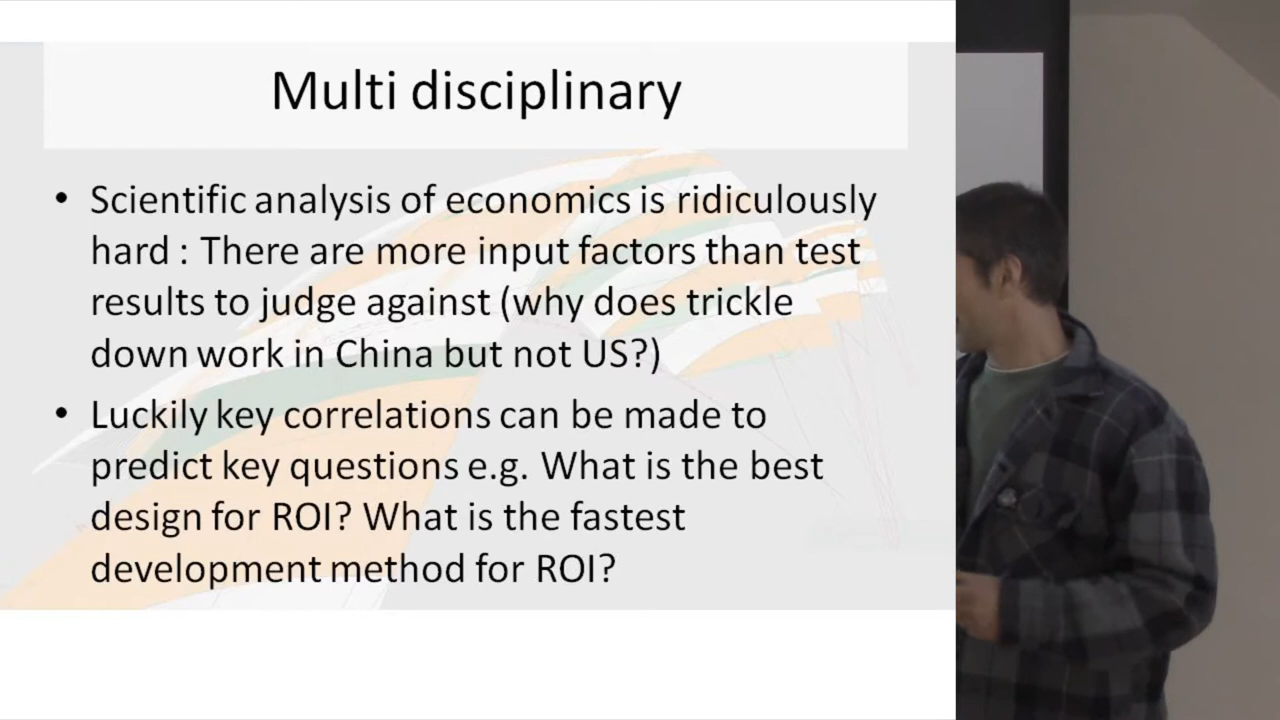 Multi disciplinary
• Scientific analysis of economics is ridiculously
hard : There are more input factors than test
results to judge against (why does trickle
down work in China but not US?)
• Luckily key correlations can be made to
predict key questions e.g. What is the best
design for ROI? What is the fastest
development method for ROI?